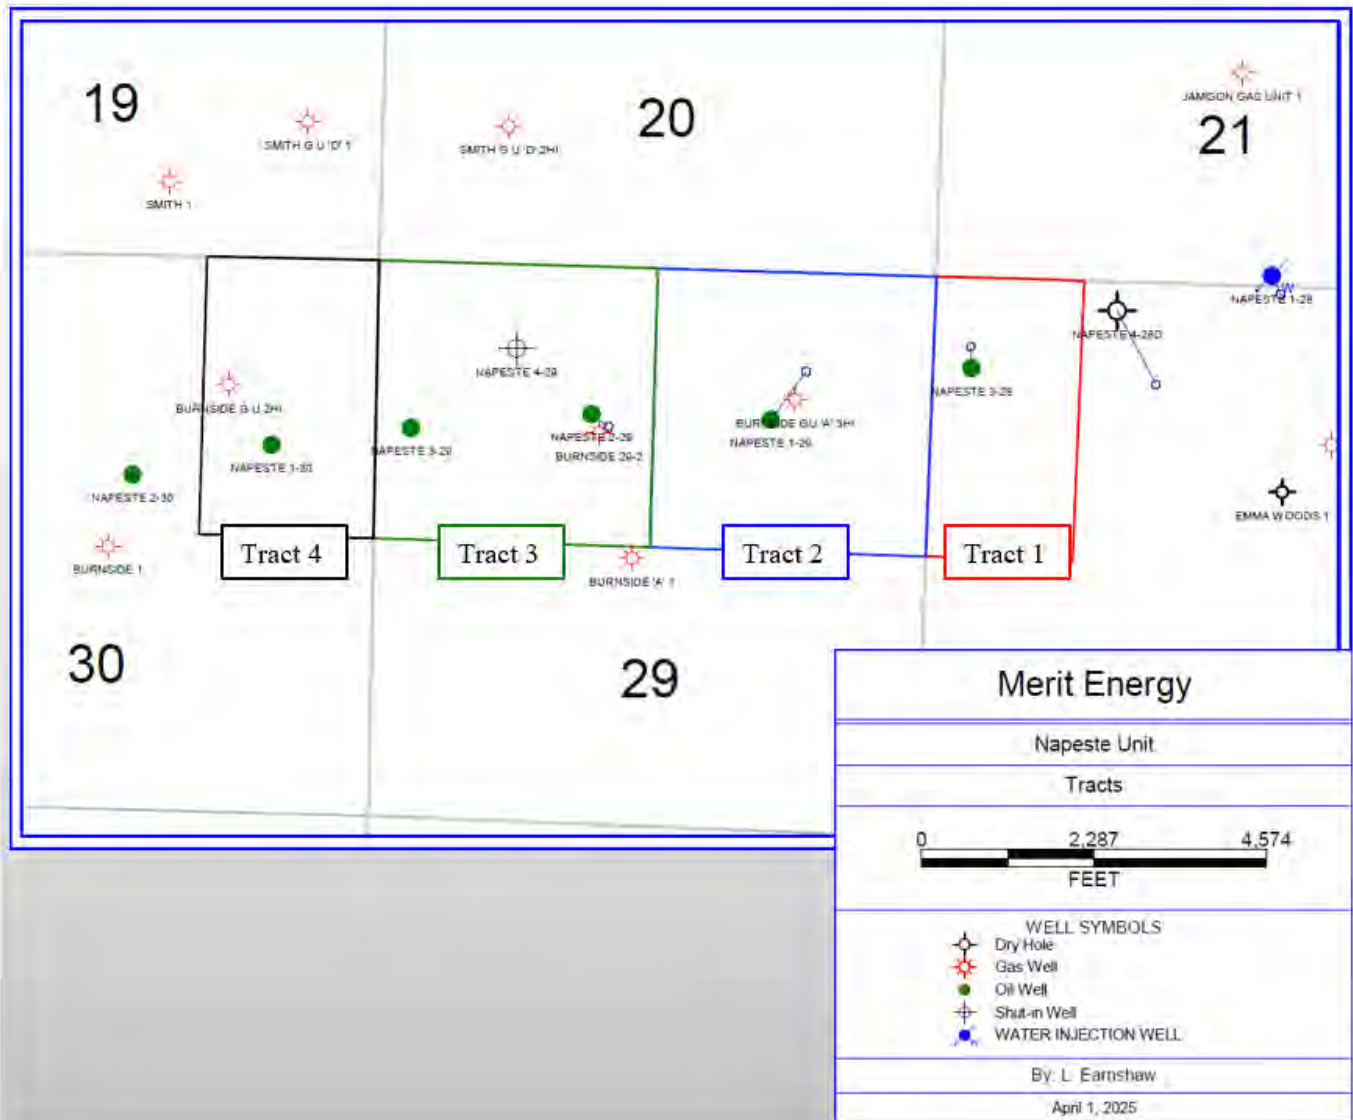 19
20
21
JAMSON GAS UNIT 1
SMITH G U 'D' 1
SMITH G U 'D' 2HI
SMITH 1
NAPESTE 1-28
W
NAPESTE 4-28D
NAPESTE 4-29
NAPESTE 3-28
BURNSIDE G U 2HI
BURNSIDE GU 'A' 3HI
NAPESTE 1-29
NAPESTE 2-29
NAPESTE 3-29
BURNSIDE 29-2
NAPESTE 1-30
NAPESTE 2-30
EMMA WOODS 1
Tract 4
Tract 3
Tract 2
Tract 1
BURNSIDE 1
BURNSIDE 'A' 1
30
29
Merit Energy
Napeste Unit
Tracts
0 2,287 4,574
FEET
WELL SYMBOLS
Dry Hole
Gas Well
Oil Well
Shut-in Well
WATER INJECTION WELL
By: L. Earnshaw
April 1, 2025